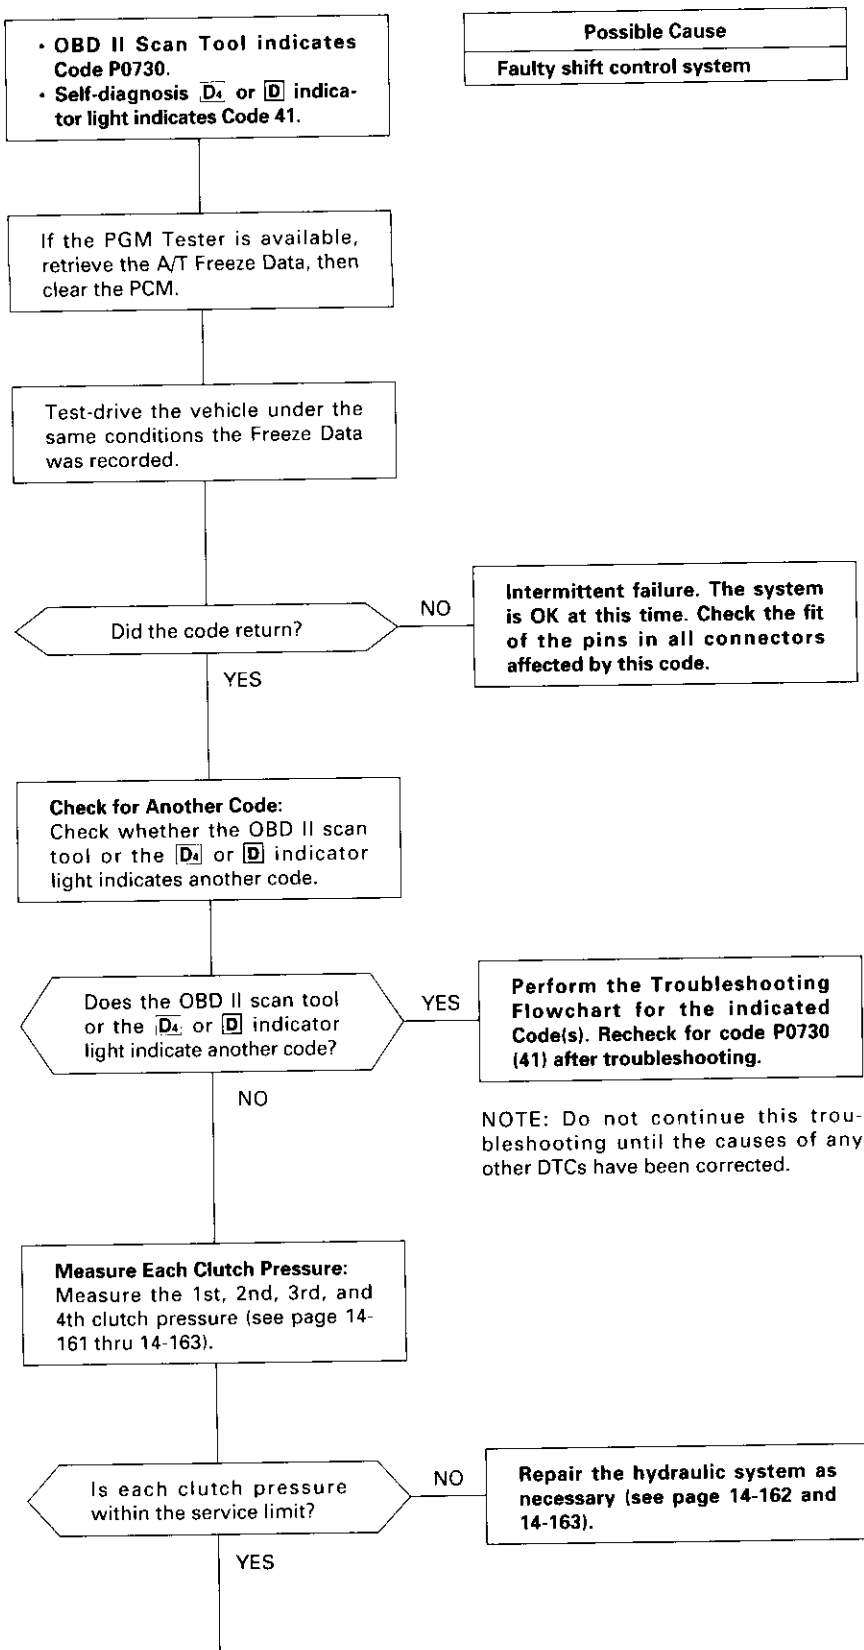 • OBD II Scan Tool indicates
Code P0730.
• Self-diagnosis D4 or D indica-
tor light indicates Code 41.
Possible Cause
Faulty shift control system
If the PGM Tester is available,
retrieve the A/T Freeze Data, then
clear the PCM.
Test-drive the vehicle under the
same conditions the Freeze Data
was recorded.
Did the code return?
NO
Intermittent failure. The system
is OK at this time. Check the fit
of the pins in all connectors
affected by this code.
YES
Check for Another Code:
Check whether the OBD II scan
tool or the D4 or D indicator
light indicates another code.
Does the OBD II scan tool
or the D4 or D indicator
light indicate another code?
YES
Perform the Troubleshooting
Flowchart for the indicated
Code(s). Recheck for code P0730
(41) after troubleshooting.
NO
NOTE: Do not continue this trou-
bleshooting until the causes of any
other DTCs have been corrected.
Measure Each Clutch Pressure:
Measure the 1st, 2nd, 3rd, and
4th clutch pressure (see page 14-
161 thru 14-163).
Is each clutch pressure
within the service limit?
NO
Repair the hydraulic system as
necessary (see page 14-162 and
14-163).
YES